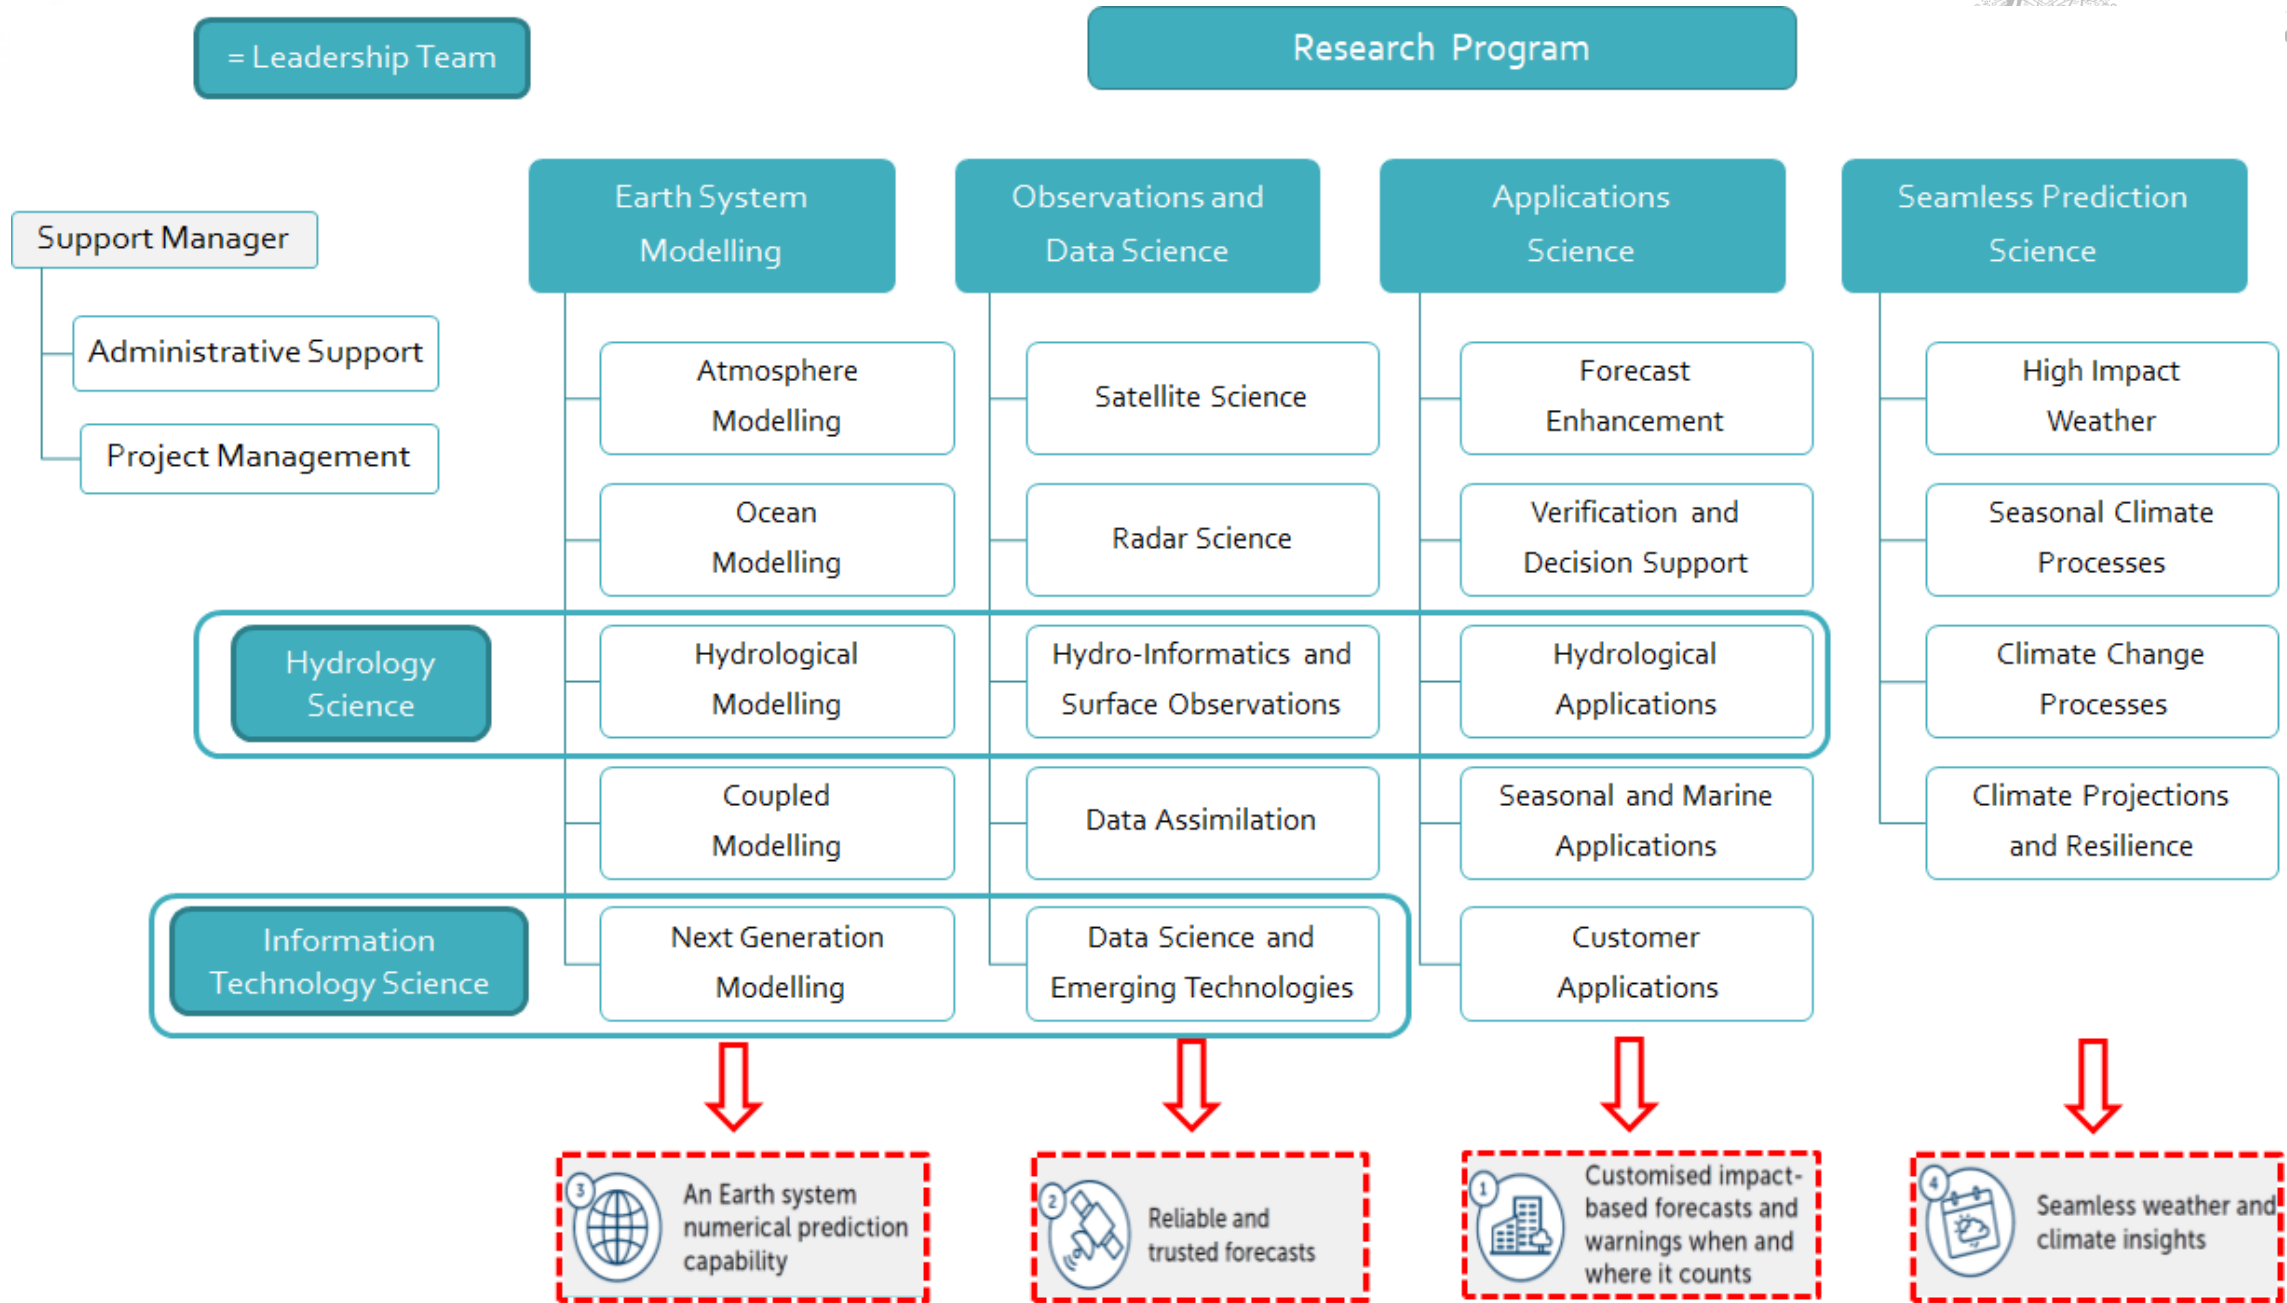 = Leadership Team
Research Program
Support Manager
Administrative Support
Project Management
Earth System
Modelling
Atmosphere
Modelling
Ocean
Modelling
Hydrological
Modelling
Coupled
Modelling
Next Generation
Modelling
Observations and
Data Science
Satellite Science
Radar Science
Hydro-Informatics and
Surface Observations
Data Assimilation
Data Science and
Emerging Technologies
Applications
Science
Forecast
Enhancement
Verification and
Decision Support
Hydrological
Applications
Seasonal and Marine
Applications
Customer
Applications
Seamless Prediction
Science
High Impact
Weather
Seasonal Climate
Processes
Climate Change
Processes
Climate Projections
and Resilience
Hydrology
Science
Information
Technology Science
3
An Earth system
numerical prediction
capability
2
Reliable and
trusted forecasts
1
Customised impact-
based forecasts and
warnings when and
where it counts
4
Seamless weather and
climate insights